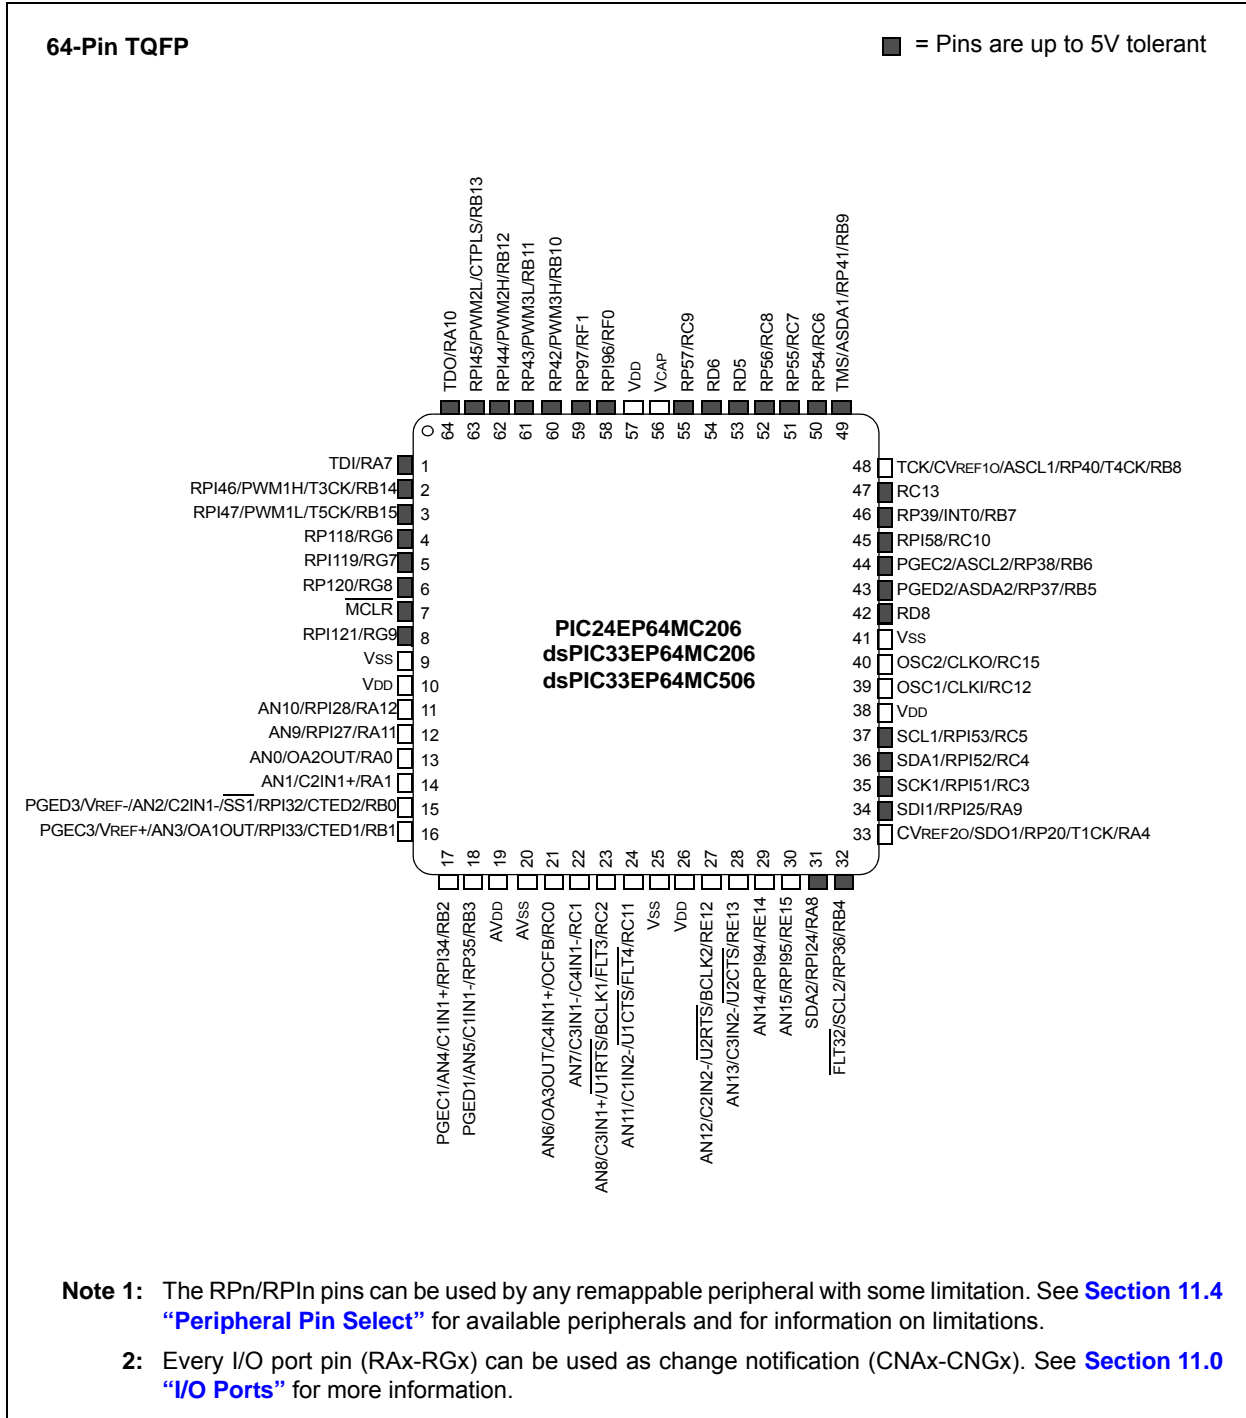 64-Pin TQFP
= Pins are up to 5V tolerant
TDO/RA10
RPI45/PWM2L/CTPLS/RB13
RPI44/PWM2H/RB12
RP43/PWM3L/RB11
RP42/PWM3H/RB10
RP97/RF1
RPI96/RF0
VDD
VCAP
RP57/RC9
RD6
RD5
RP56/RC8
RP55/RC7
RP54/RC6
TMS/ASDA1/RP41/RB9
64 63 62 61 60 59 58 57 56 55 54 53 52 51 50 49
TDI/RA7 1
RPI46/PWM1H/T3CK/RB14 2
RPI47/PWM1L/T5CK/RB15 3
RP118/RG6 4
RPI119/RG7 5
RP120/RG8 6
MCLR 7
RPI121/RG9 8
VSS 9
VDD 10
AN10/RPI28/RA12 11
AN9/RPI27/RA11 12
AN0/OA2OUT/RA0 13
AN1/C2IN1+/RA1 14
PGED3/VREF-/AN2/C2IN1-/SS1/RPI32/CTED2/RB0 15
PGEC3/VREF+/AN3/OA1OUT/RPI33/CTED1/RB1 16
PIC24EP64MC206
dsPIC33EP64MC206
dsPIC33EP64MC506
48 TCK/CVREF1O/ASCL1/RP40/T4CK/RB8
47 RC13
46 RP39/INT0/RB7
45 RPI58/RC10
44 PGEC2/ASCL2/RP38/RB6
43 PGED2/ASDA2/RP37/RB5
42 RD8
41 VSS
40 OSC2/CLKO/RC15
39 OSC1/CLKI/RC12
38 VDD
37 SCL1/RPI53/RC5
36 SDA1/RPI52/RC4
35 SCK1/RPI51/RC3
34 SDI1/RPI25/RA9
33 CVREF2O/SDO1/RP20/T1CK/RA4
17 18 19 20 21 22 23 24 25 26 27 28 29 30 31 32
PGEC1/AN4/C1IN1+/RPI34/RB2
PGED1/AN5/C1IN1-/RP35/RB3
AVDD
AVSS
AN6/OA3OUT/C4IN1+/OCFB/RC0
AN7/C3IN1-/C4IN1-/RC1
AN8/C3IN1+/U1RTS/BCLK1/FLT3/RC2
AN11/C1IN2-/U1CTS/FLT4/RC11
VSS
VDD
AN12/C2IN2-/U2RTS/BCLK2/RE12
AN13/C3IN2-/U2CTS/RE13
AN14/RPI94/RE14
AN15/RPI95/RE15
SDA2/RPI24/RA8
FLT32/SCL2/RP36/RB4
Note 1: The RPn/RPIn pins can be used by any remappable peripheral with some limitation. See Section 11.4
“Peripheral Pin Select” for available peripherals and for information on limitations.
2: Every I/O port pin (RAx-RGx) can be used as change notification (CNAx-CNGx). See Section 11.0
“I/O Ports” for more information.